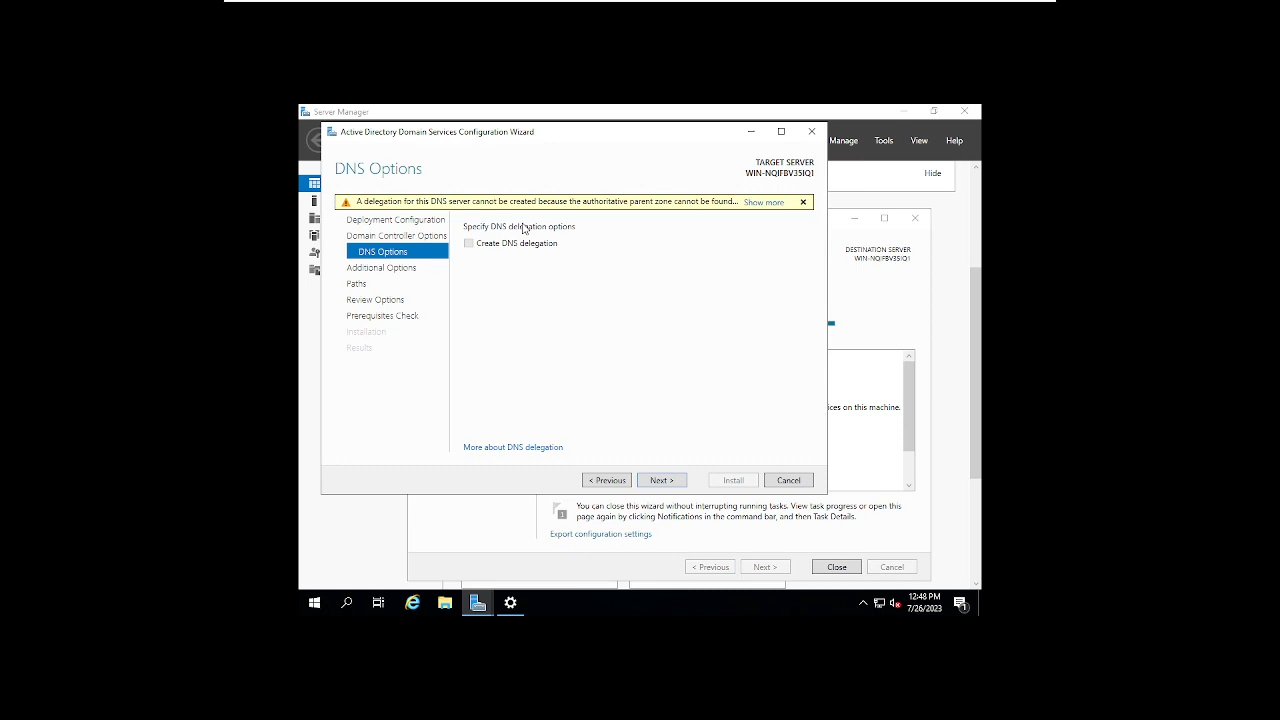 Server Manager
Manage Tools View Help
Hide
Active Directory Domain Services Configuration Wizard
DNS Options
TARGET SERVER
WIN-NQIFBV35IQ1
A delegation for this DNS server cannot be created because the authoritative parent zone cannot be found... Show more
Deployment Configuration
Domain Controller Options
DNS Options
Additional Options
Paths
Review Options
Prerequisites Check
Installation
Results
Specify DNS delegation options
Create DNS delegation
More about DNS delegation
< Previous Next > Install Cancel
DESTINATION SERVER
WIN-NQIFBV35IQ1
ices on this machine.
You can close this wizard without interrupting running tasks. View task progress or open this
page again by clicking Notifications in the command bar, and then Task Details.
Export configuration settings
< Previous Next > Close Cancel
12:48 PM
7/26/2023
1